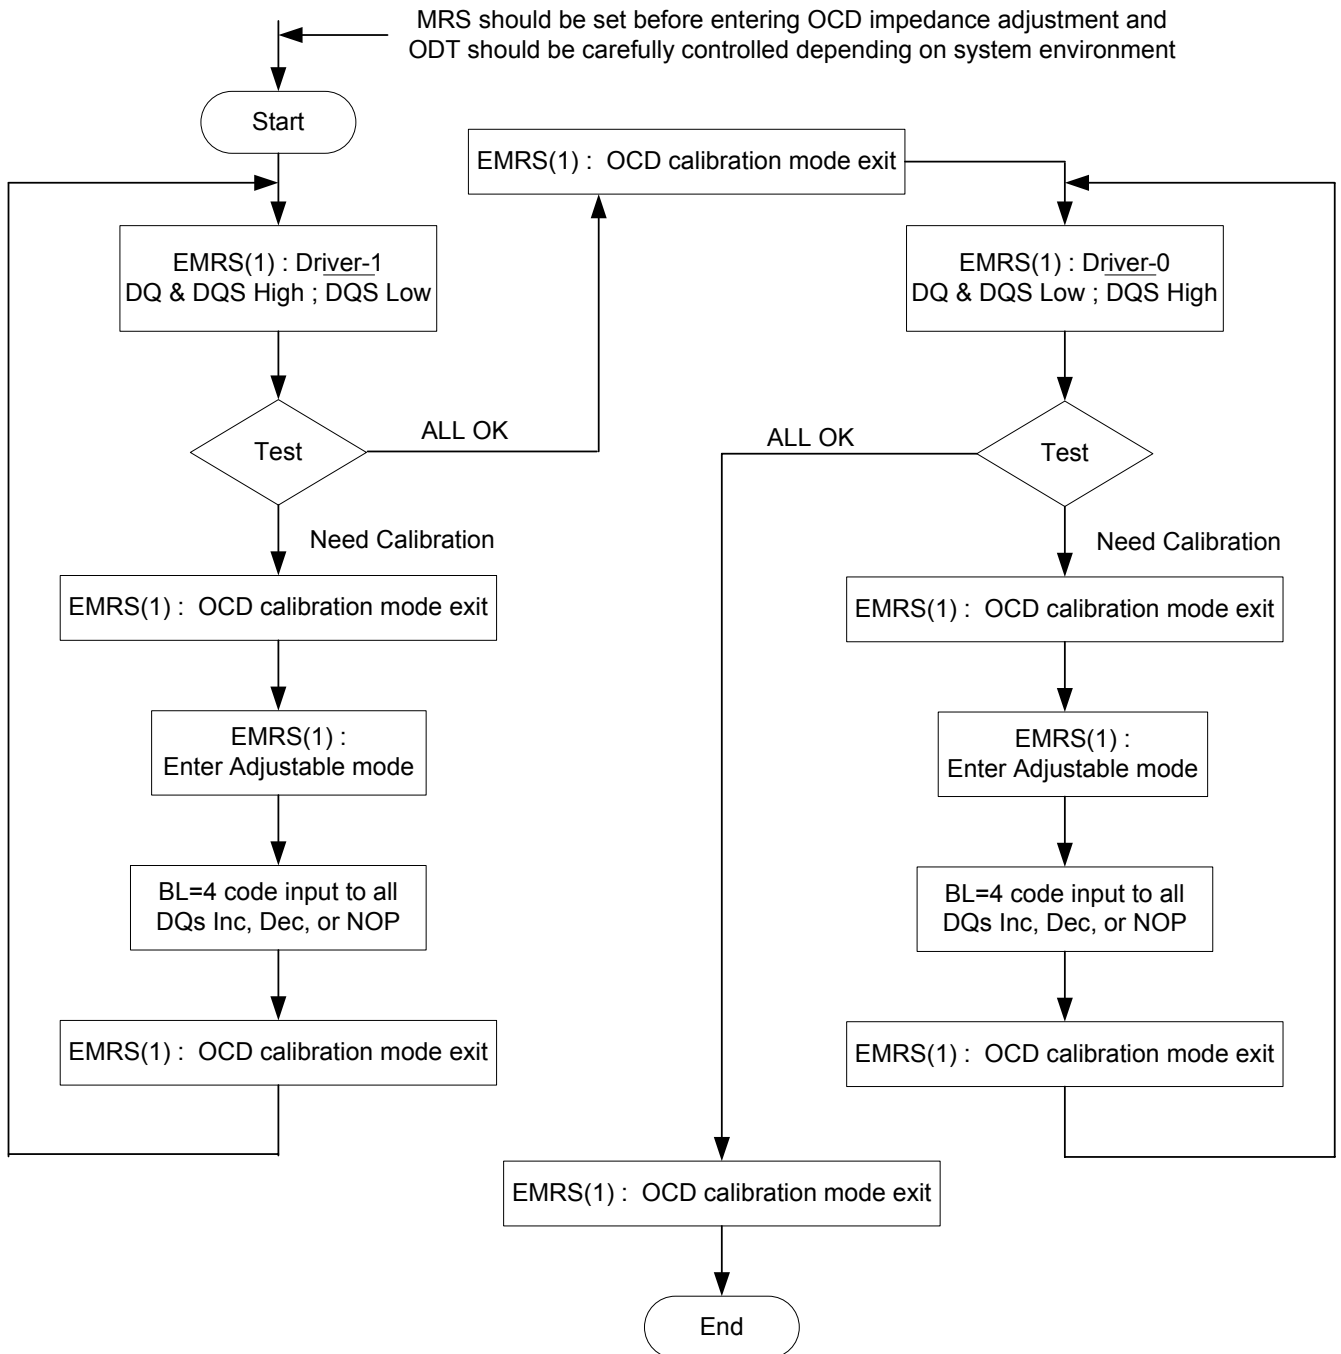 MRS should be set before entering OCD impedance adjustment and
ODT should be carefully controlled depending on system environment
Start
EMRS(1) : OCD calibration mode exit
EMRS(1) : Driver-1
DQ & DQS High ; DQS Low
EMRS(1) : Driver-0
DQ & DQS Low ; DQS High
Test
ALL OK
ALL OK
Test
Need Calibration
Need Calibration
EMRS(1) : OCD calibration mode exit
EMRS(1) : OCD calibration mode exit
EMRS(1) :
Enter Adjustable mode
EMRS(1) :
Enter Adjustable mode
BL=4 code input to all
DQs Inc, Dec, or NOP
BL=4 code input to all
DQs Inc, Dec, or NOP
EMRS(1) : OCD calibration mode exit
EMRS(1) : OCD calibration mode exit
EMRS(1) : OCD calibration mode exit
End